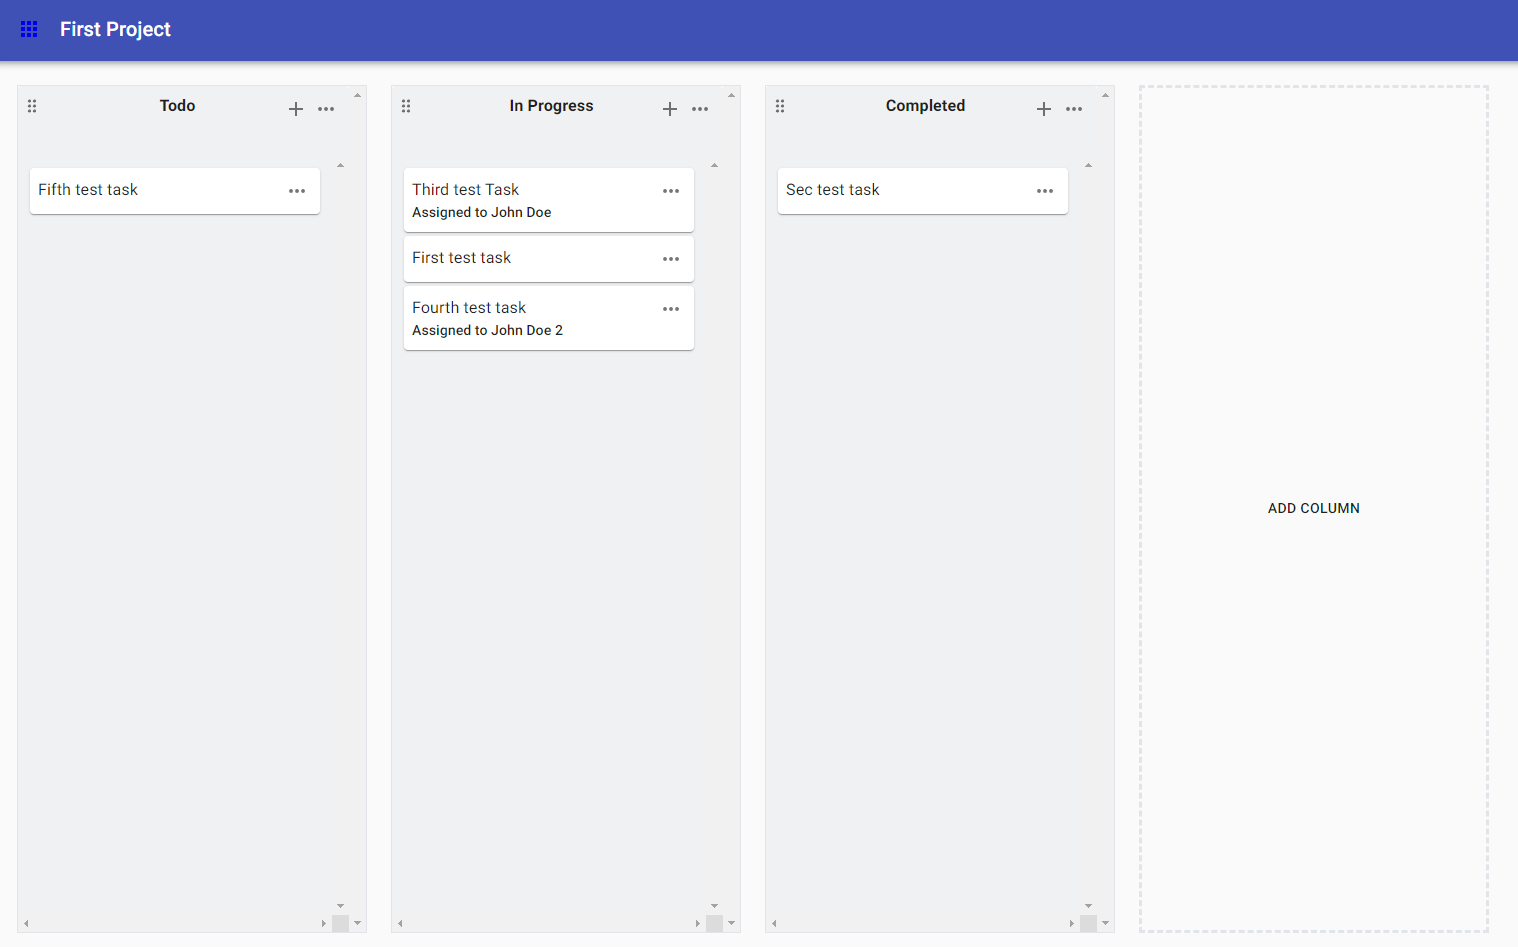 First Project
Todo
Fifth test task
In Progress
Third test Task
Assigned to John Doe
First test task
Fourth test task
Assigned to John Doe 2
Completed
Sec test task
ADD COLUMN